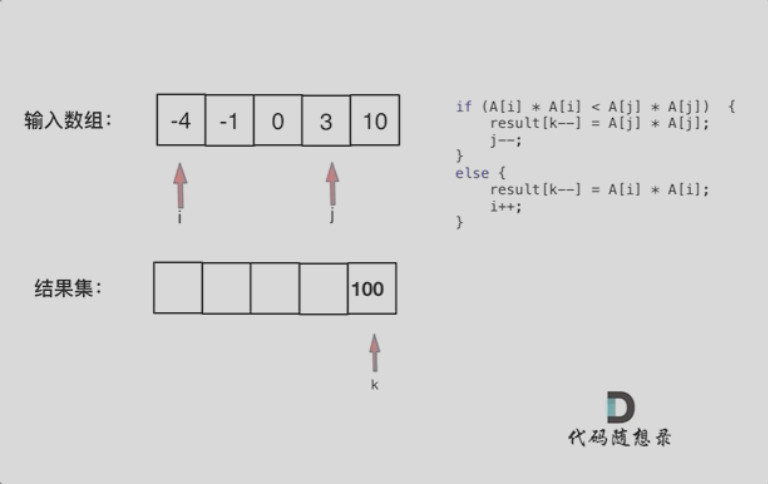 输入数组:
-4 -1 0 3 10
i
j
if (A[i] * A[i] < A[j] * A[j]) {
result[k--] = A[j] * A[j];
j--;
}
else {
result[k--] = A[i] * A[i];
i++;
}
结果集:
100
k
D
代码随想录